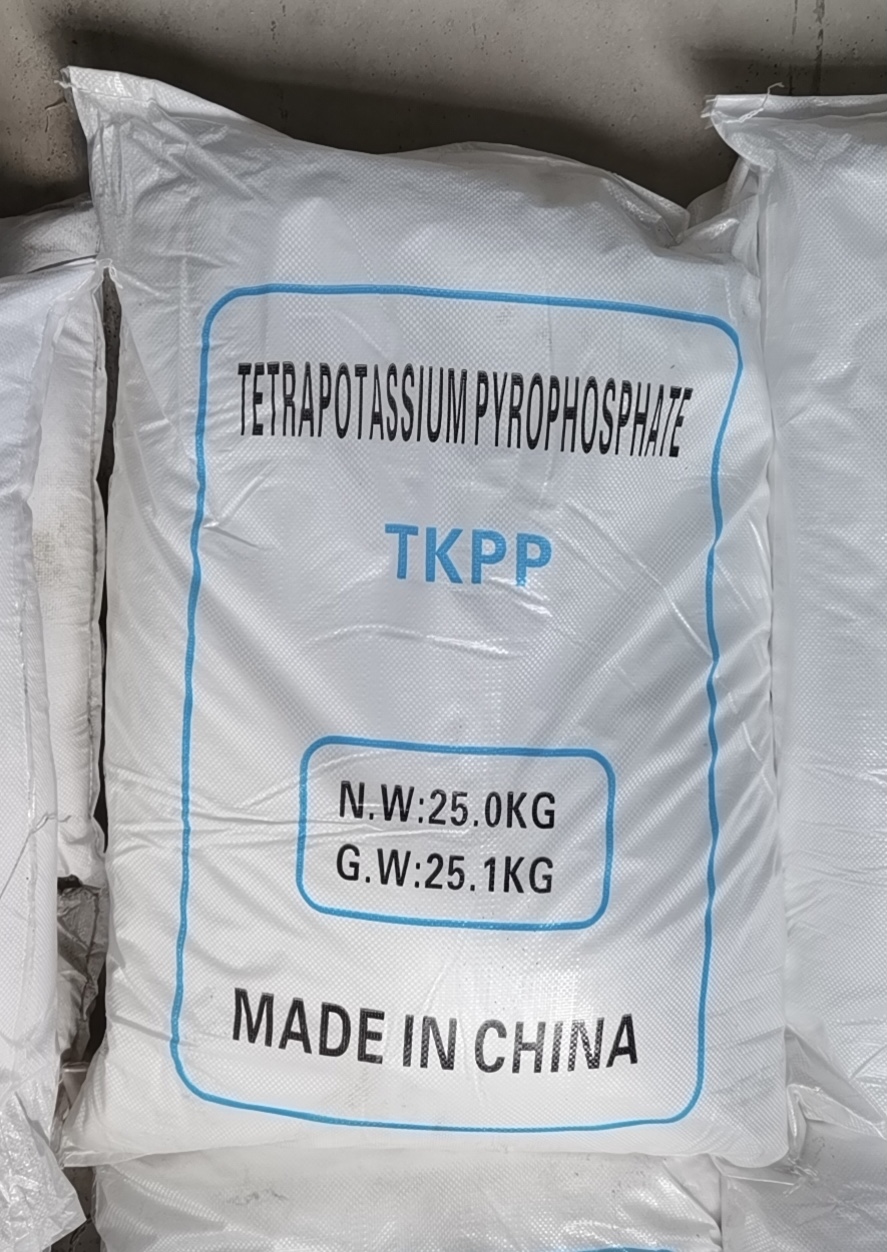 TETRAPOTASSIUM PYROPHOSPHATE
TKPP
N.W:25.0KG
G.W:25.1KG
MADE IN CHINA